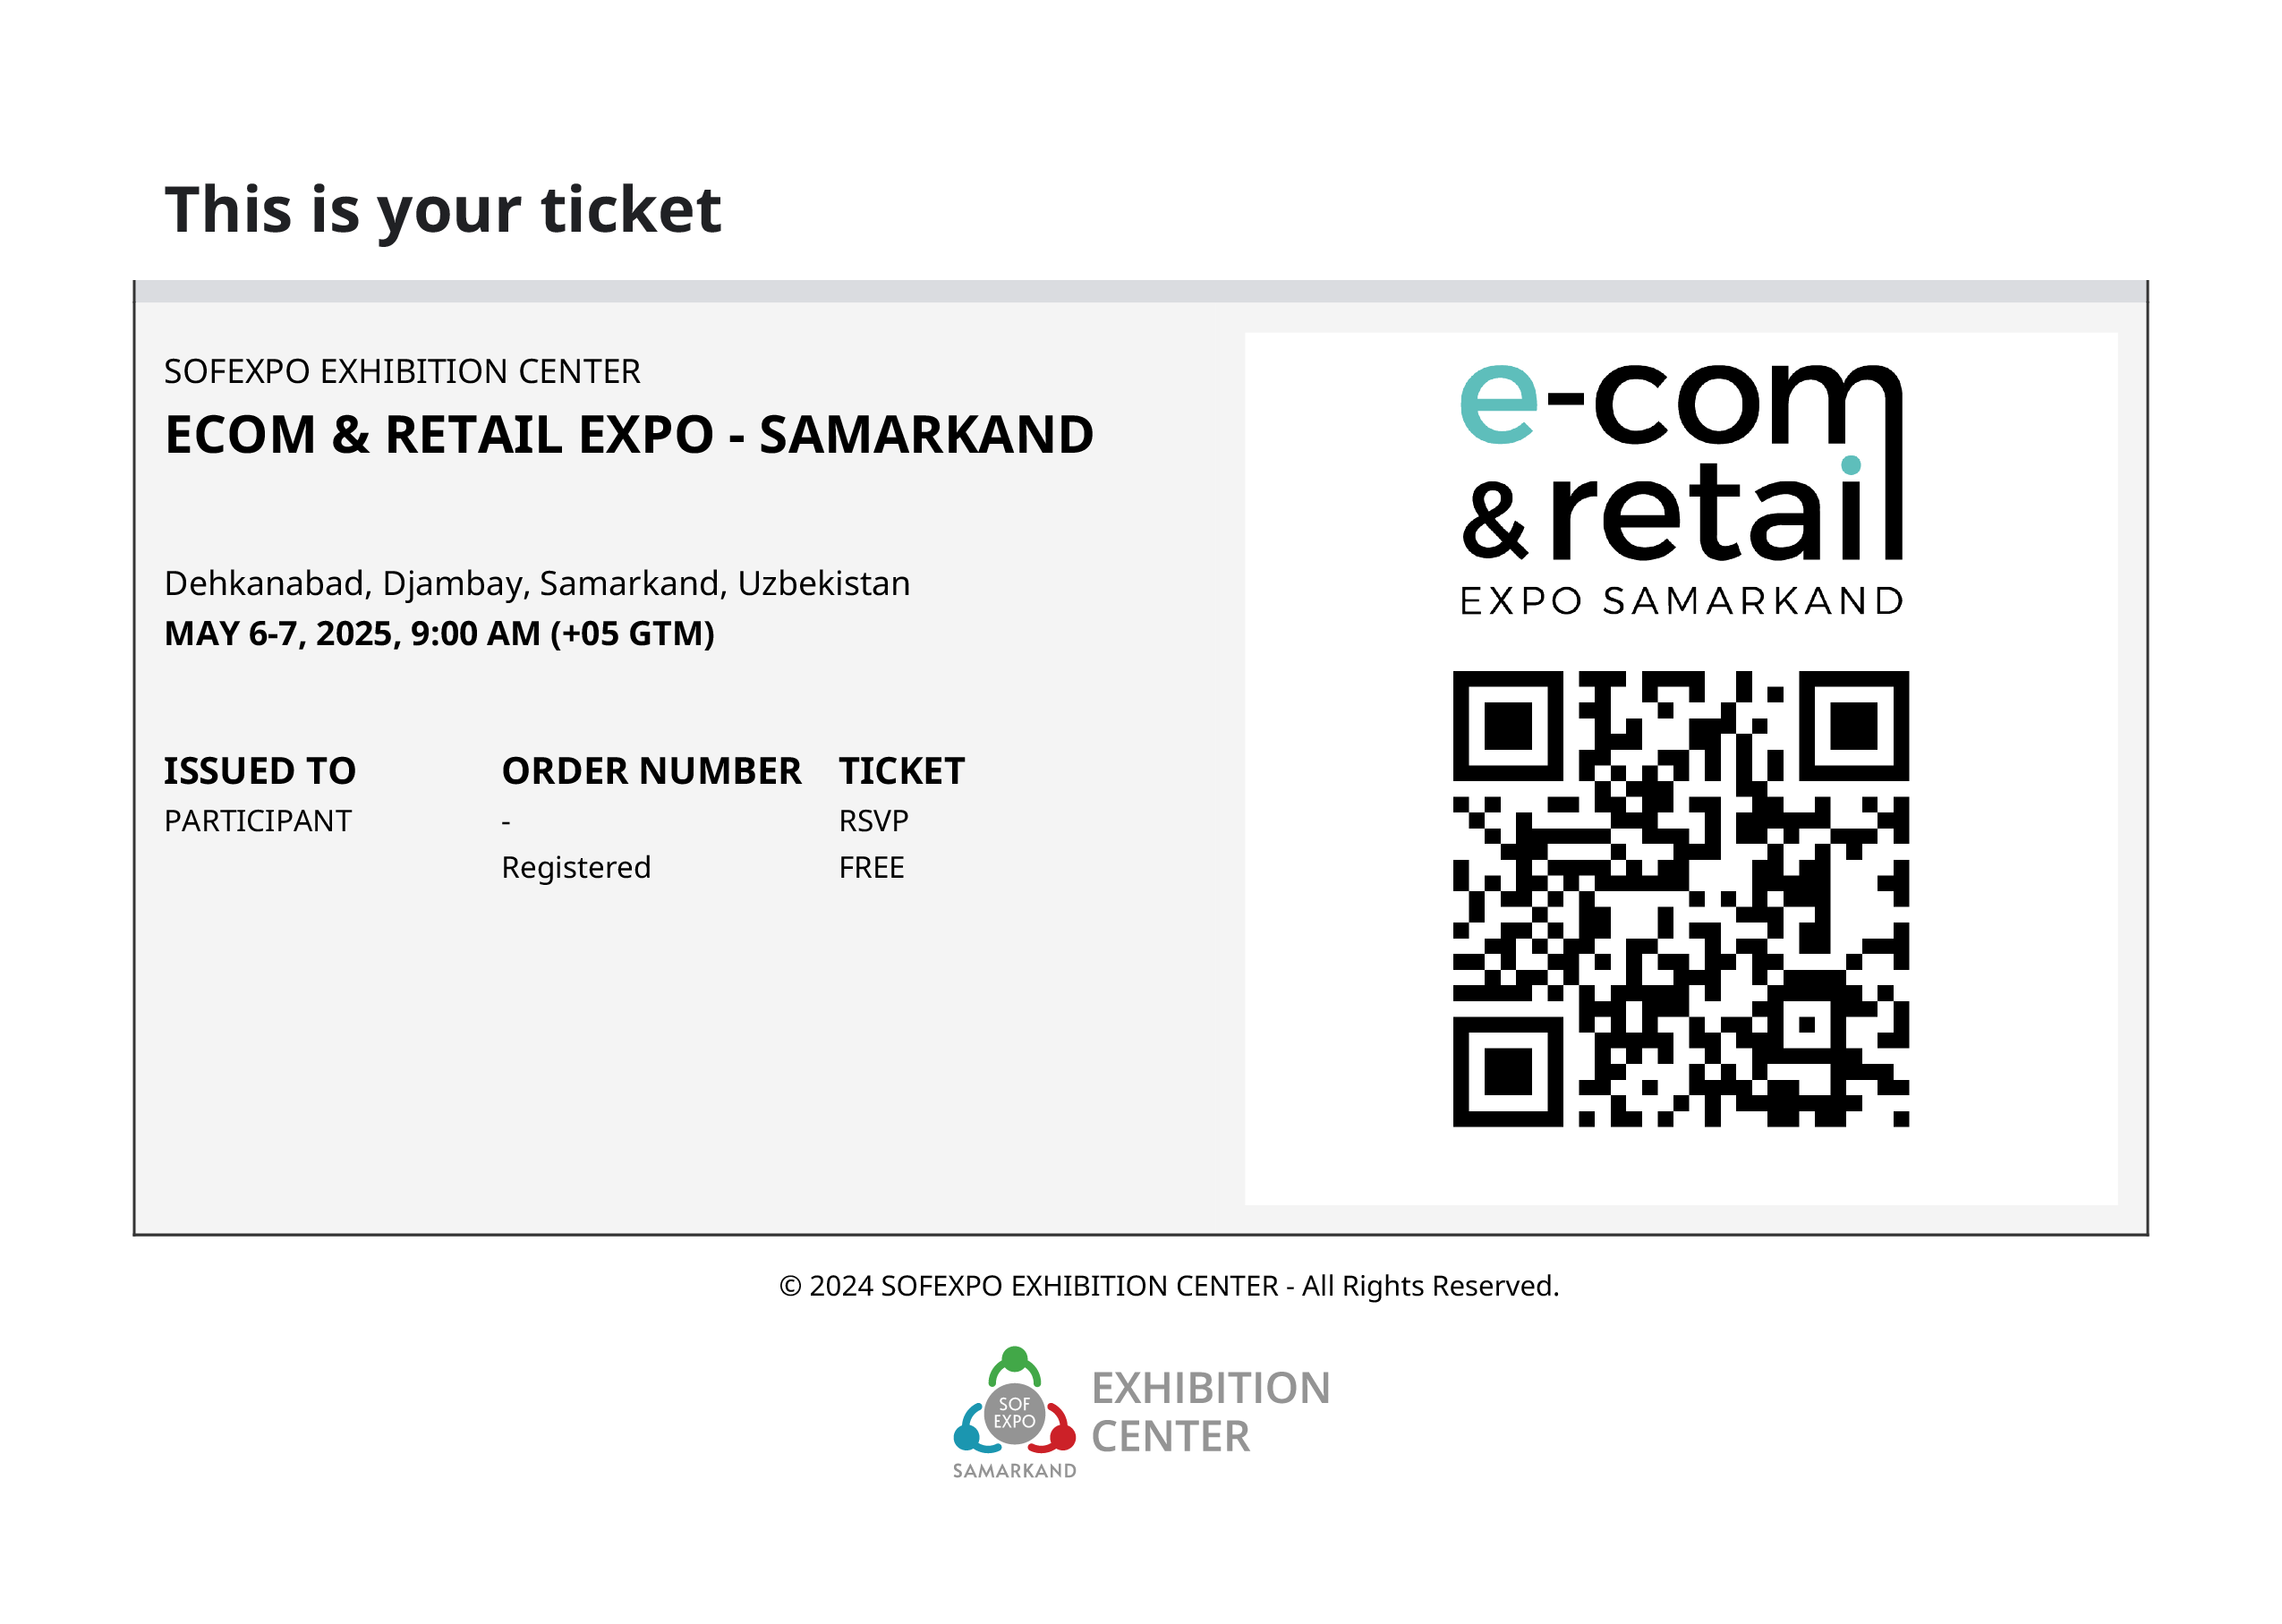 This is your ticket
SOFEXPO EXHIBITION CENTER
ECOM & RETAIL EXPO - SAMARKAND
Dehkanabad, Djambay, Samarkand, Uzbekistan
MAY 6-7, 2025, 9:00 AM (+05 GTM)
ISSUED TO ORDER NUMBER TICKET
PARTICIPANT - RSVP
Registered FREE
e-com
& retail
EXPO SAMARKAND
© 2024 SOFEXPO EXHIBITION CENTER - All Rights Reserved.
SOF
EXPO
SAMARKAND
EXHIBITION
CENTER